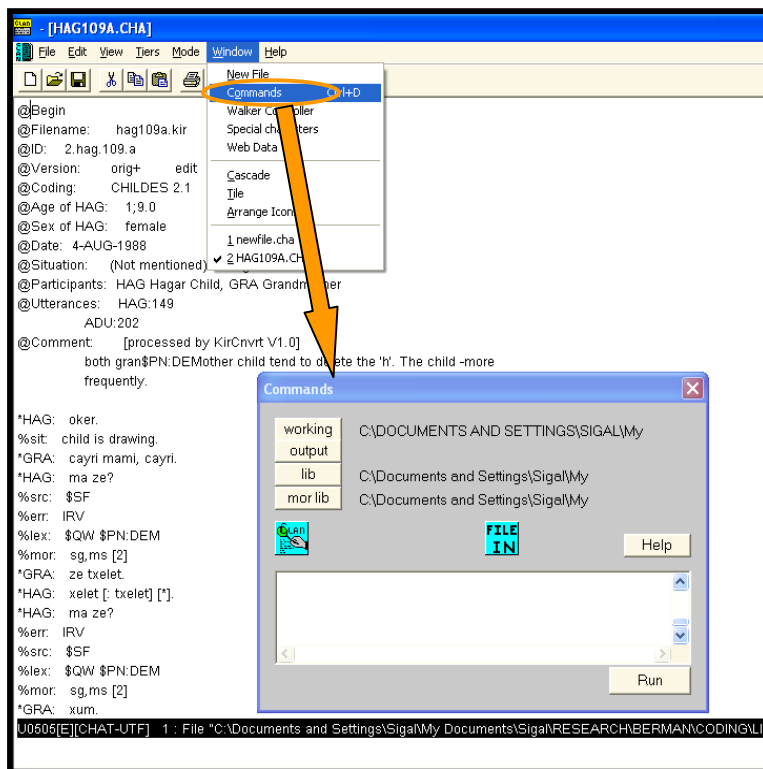 CLAN - [HAG109A.CHA]
File Edit View Tiers Mode Window Help
New File
Commands Ctrl+D
Walker Controller
Special characters
Web Data
Cascade
Tile
Arrange Icon
1 newfile.cha
✓ 2 HAG109A.CH
@Begin
@Filename: hag109a.kir
@ID: 2.hag.109.a
@Version: orig+ edit
@Coding: CHILDES 2.1
@Age of HAG: 1;9.0
@Sex of HAG: female
@Date: 4-AUG-1988
@Situation: (Not mentioned)
@Participants: HAG Hagar Child, GRA Grandmother
@Utterances: HAG:149
ADU:202
@Comment: [processed by KirCnvrt V1.0]
both gran$PN:DEMother child tend to delete the 'h'. The child -more
frequently.
*HAG: oker.
%sit: child is drawing.
*GRA: cayri mami, cayri.
*HAG: ma ze?
%src: $SF
%err: IRV
%lex: $QW $PN:DEM
%mor: sg,ms [2]
*GRA: ze txelet.
*HAG: xelet [: txelet] [*].
*HAG: ma ze?
%err: IRV
%src: $SF
%lex: $QW $PN:DEM
%mor: sg,ms [2]
*GRA: xum.
Commands
working C:\DOCUMENTS AND SETTINGS\SIGAL\My
output
lib C:\Documents and Settings\Sigal\My
mor lib C:\Documents and Settings\Sigal\My
CLAN FILE IN Help
Run
U0505[E][CHAT-UTF] 1 : File "C:\Documents and Settings\Sigal\My Documents\Sigal\RESEARCH\BERMAN\CODING\LI